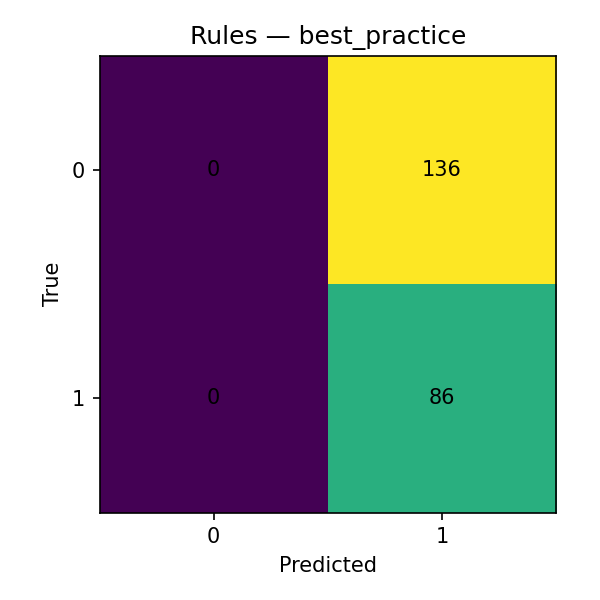 Rules — best_practice
0 0 136
True
1 0 86
0 1
Predicted